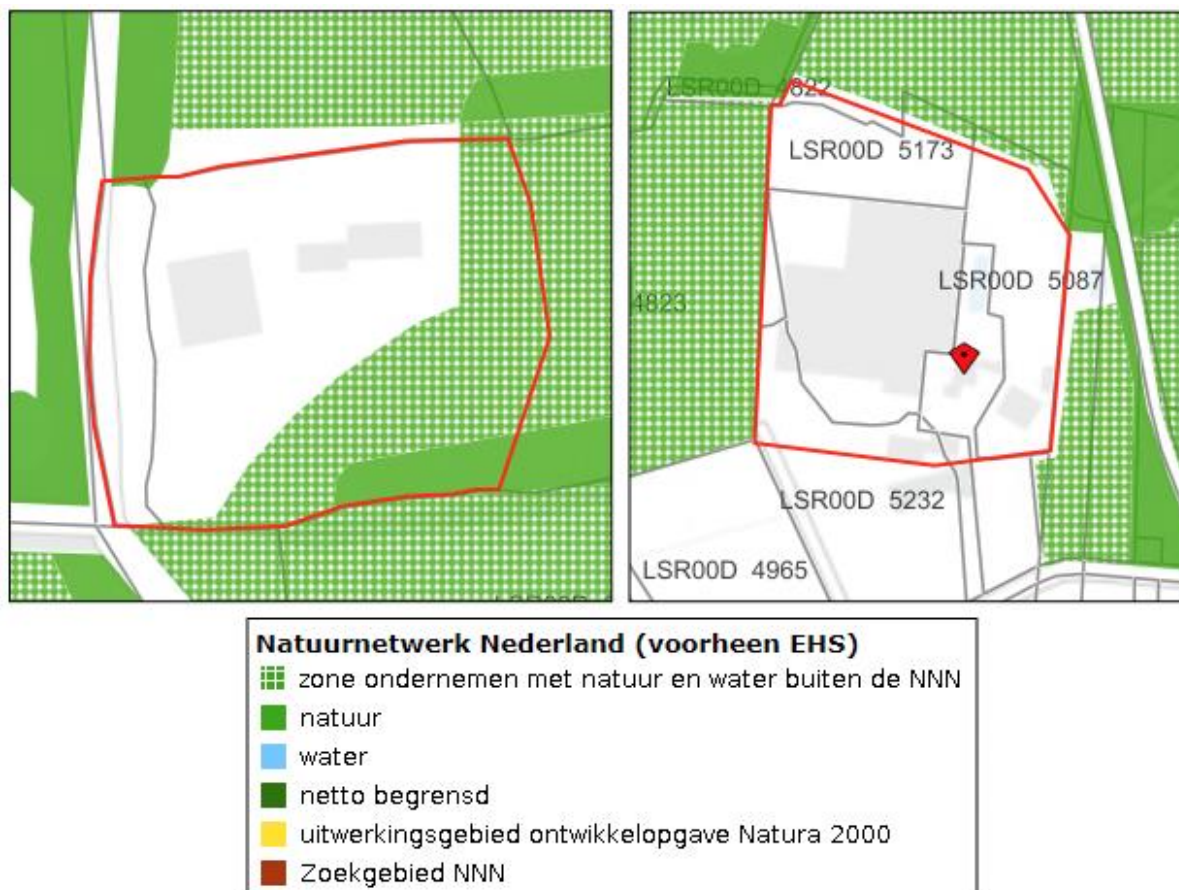 LSR00D 4822
LSR00D 5173
LSR00D 5087
4823
LSR00D 5232
LSR00D 4965
Natuurnetwerk Nederland (voorheen EHS)
zone ondernemen met natuur en water buiten de NNN
natuur
water
netto begrensd
uitwerkingsgebied ontwikkelopgave Natura 2000
Zoekgebied NNN